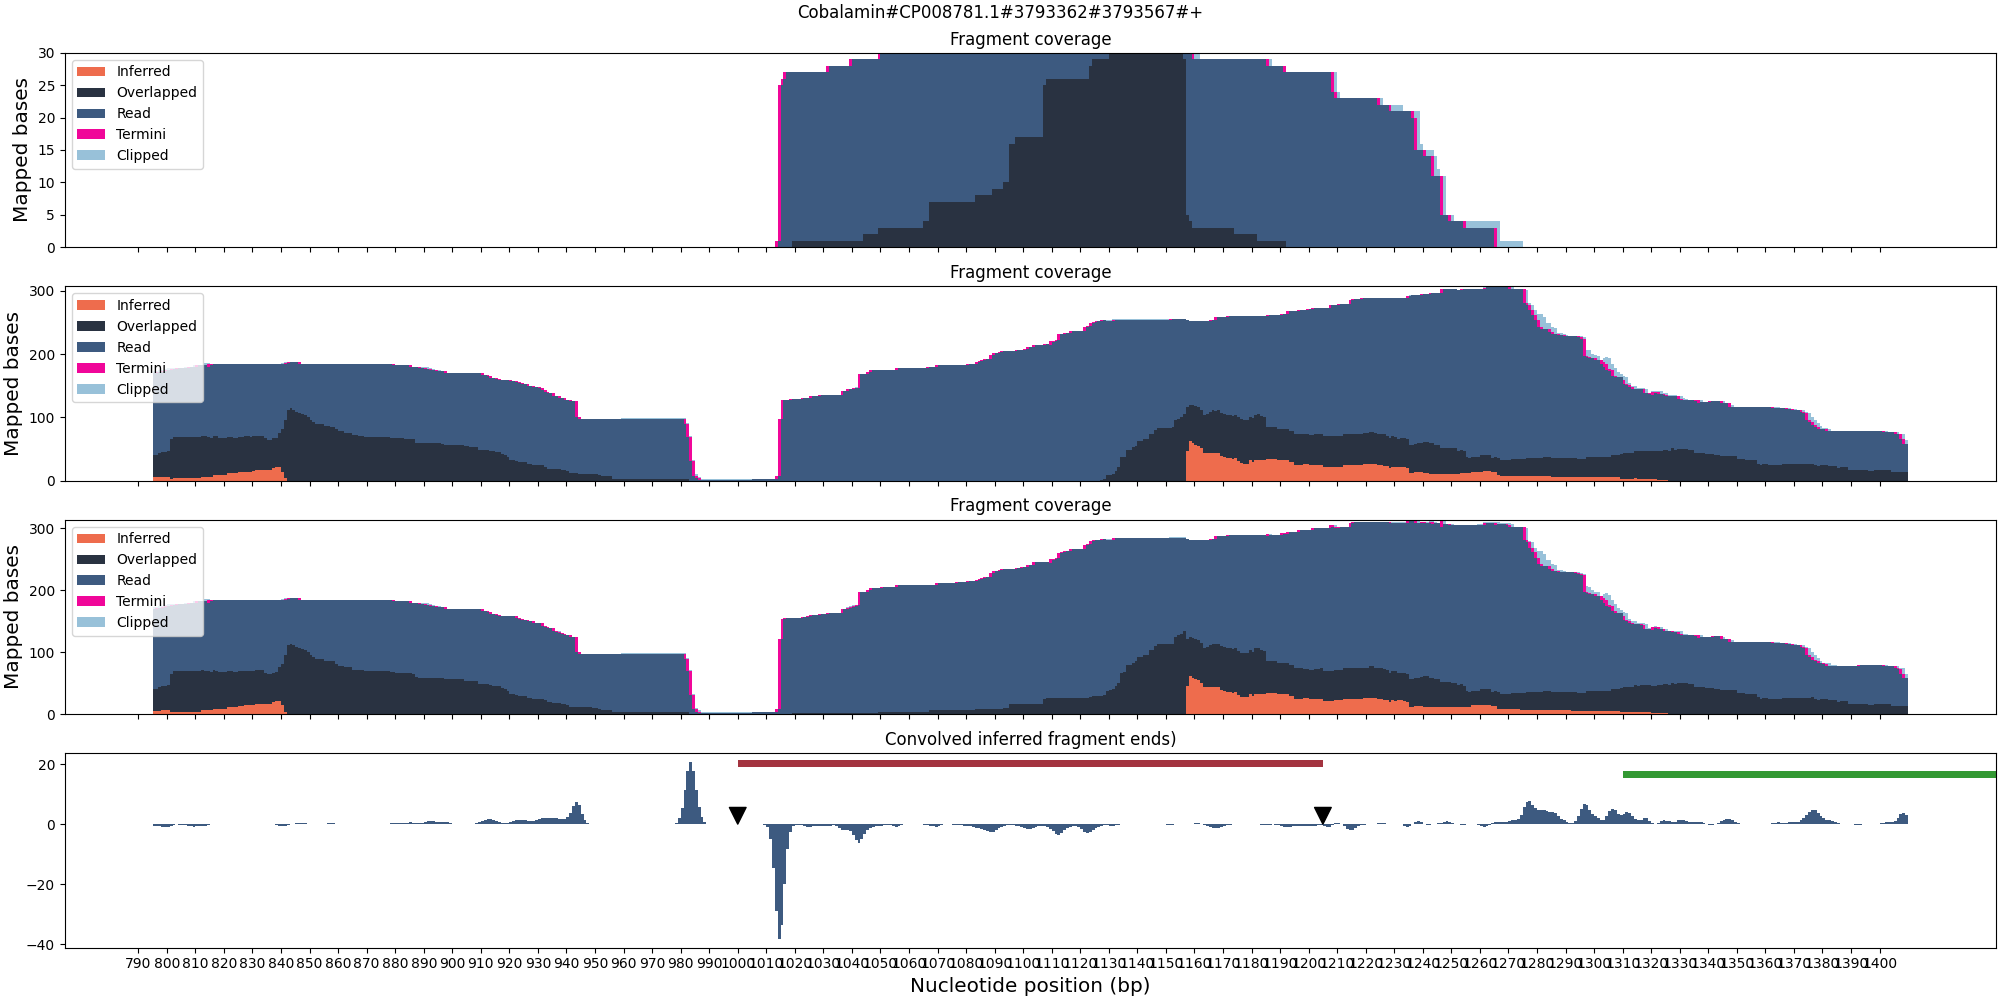 Cobalamin#CP008781.1#3793362#3793567#+
Fragment coverage
Mapped bases
30
25
20
15
10
5
0
Inferred
Overlapped
Read
Termini
Clipped
Fragment coverage
Mapped bases
300
200
100
0
Inferred
Overlapped
Read
Termini
Clipped
Fragment coverage
Mapped bases
300
200
100
0
Inferred
Overlapped
Read
Termini
Clipped
Convolved inferred fragment ends)
20
0
−20
−40
790 800 810 820 830 840 850 860 870 880 890 900 910 920 930 940 950 960 970 980 990 1000 1010 1020 1030 1040 1050 1060 1070 1080 1090 1100 1110 1120 1130 1140 1150 1160 1170 1180 1190 1200 1210 1220 1230 1240 1250 1260 1270 1280 1290 1300 1310 1320 1330 1340 1350 1360 1370 1380 1390 1400
Nucleotide position (bp)